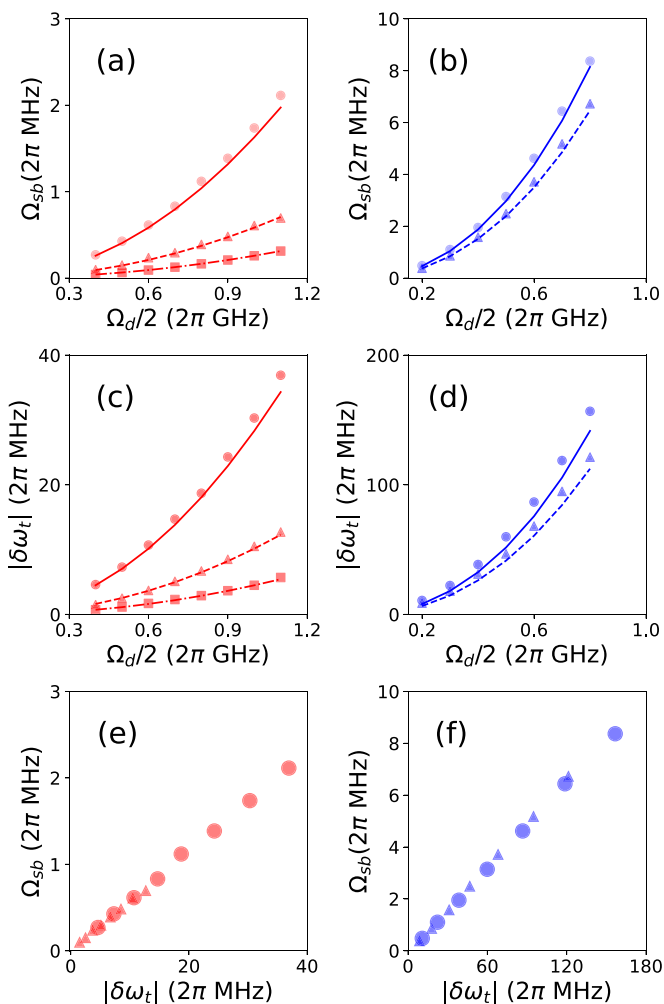 3 (a) 10 (b)
Ω_sb(2π MHz) 2 8
1 6
0 4
0.3 0.6 0.9 1.2 2
Ω_d/2 (2π GHz) 0
0.2 0.6 1.0
Ω_sb(2π MHz)
Ω_d/2 (2π GHz)
40 (c) 200 (d)
|δω_t| (2π MHz) 20 |δω_t| (2π MHz) 100
0 0
0.3 0.6 0.9 1.2 0.2 0.6 1.0
Ω_d/2 (2π GHz) Ω_d/2 (2π GHz)
3 (e) 10 (f)
Ω_sb (2π MHz) 2 8
1 6
0 4
0 20 40 2
|δω_t| (2π MHz) 0
0 60 120 180
Ω_sb(2π MHz)
|δω_t| (2π MHz)